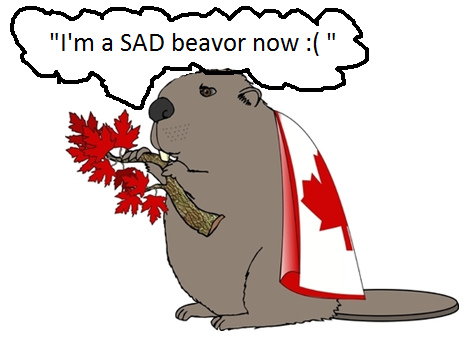 "I'm a SAD beavor now :( "